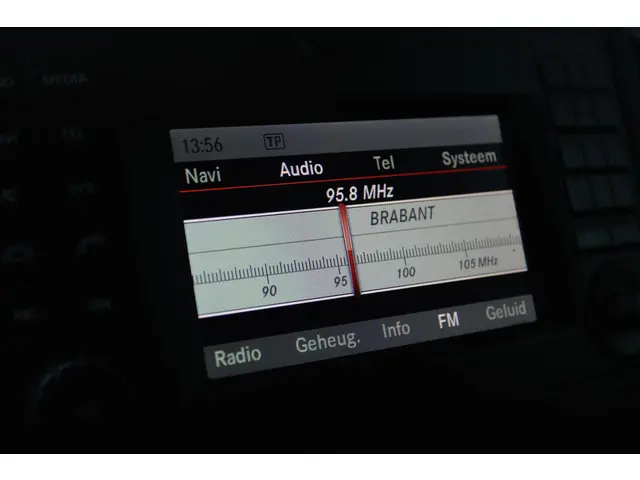 13:56 TP
Navi Audio Tel Systeem
95.8 MHz
BRABANT
90 95 100 105 MHz
Radio Geheug. Info FM Geluid